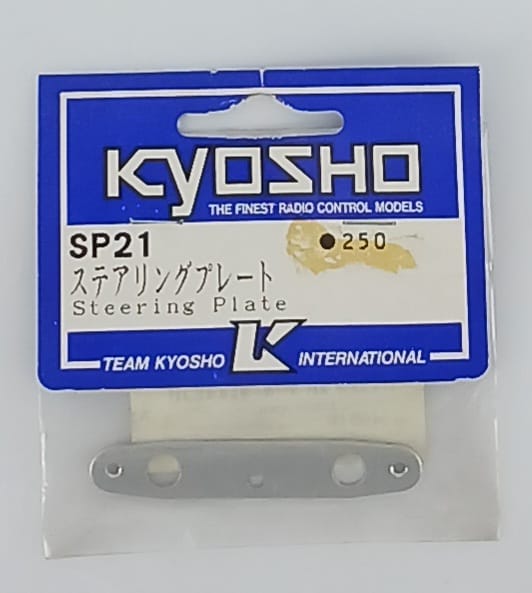 KYOSHO
THE FINEST RADIO CONTROL MODELS
SP21
●250
ステアリングプレート
Steering Plate
TEAM KYOSHO K INTERNATIONAL